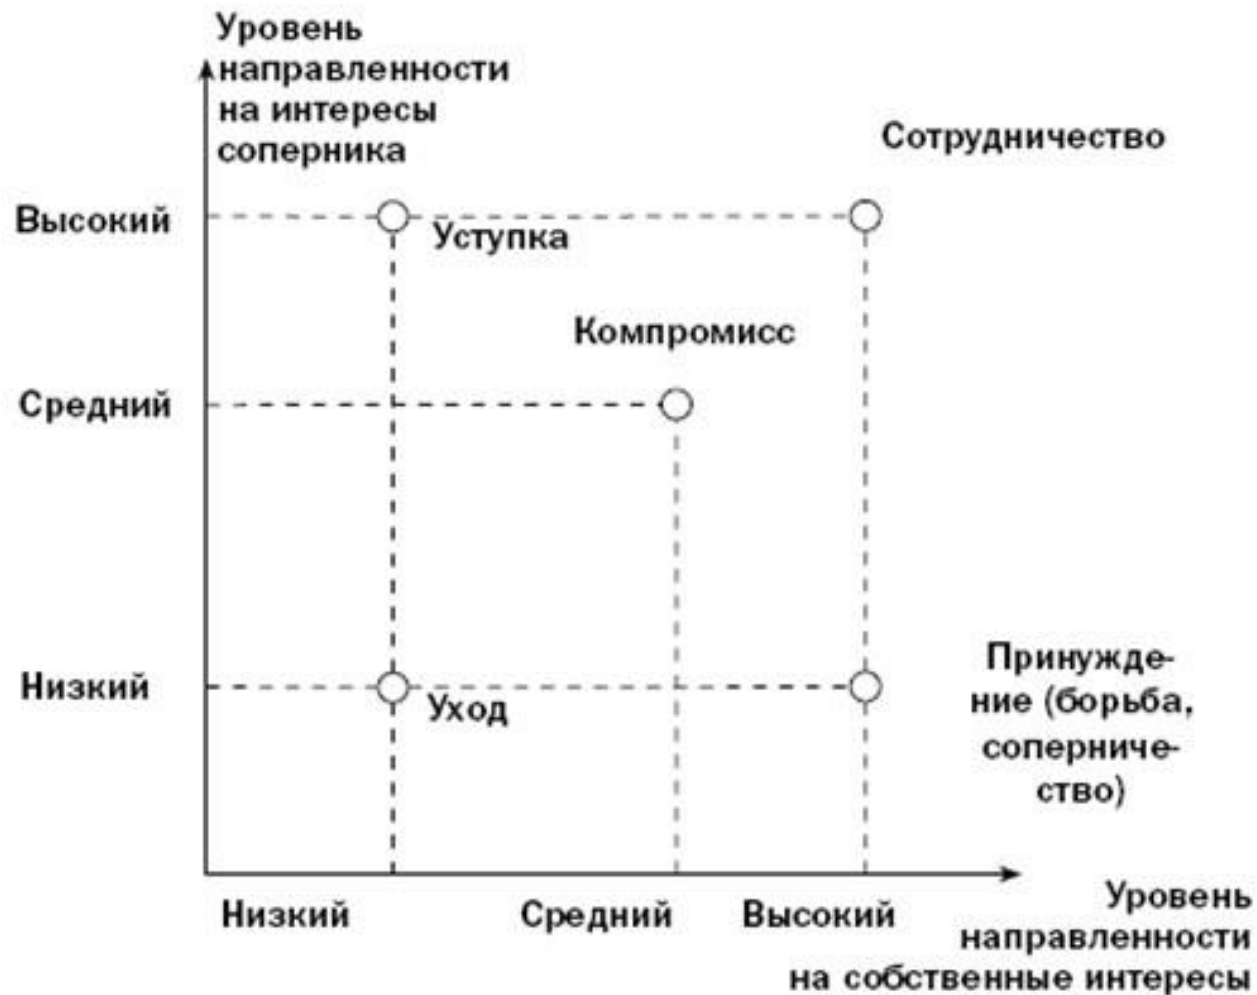 Уровень
направленности
на интересы
соперника
Сотрудничество
Высокий
Уступка
Компромисс
Средний
Принужде-
ние (борьба,
соперниче-
ство)
Низкий
Уход
Низкий
Средний
Высокий
Уровень
направленности
на собственные интересы